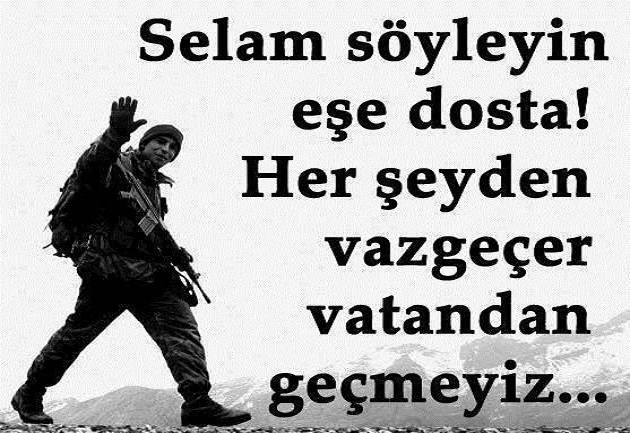 Selam söyleyin
eşe dosta!
Her şeyden
vazgeçer
vatandan
geçmeyiz...